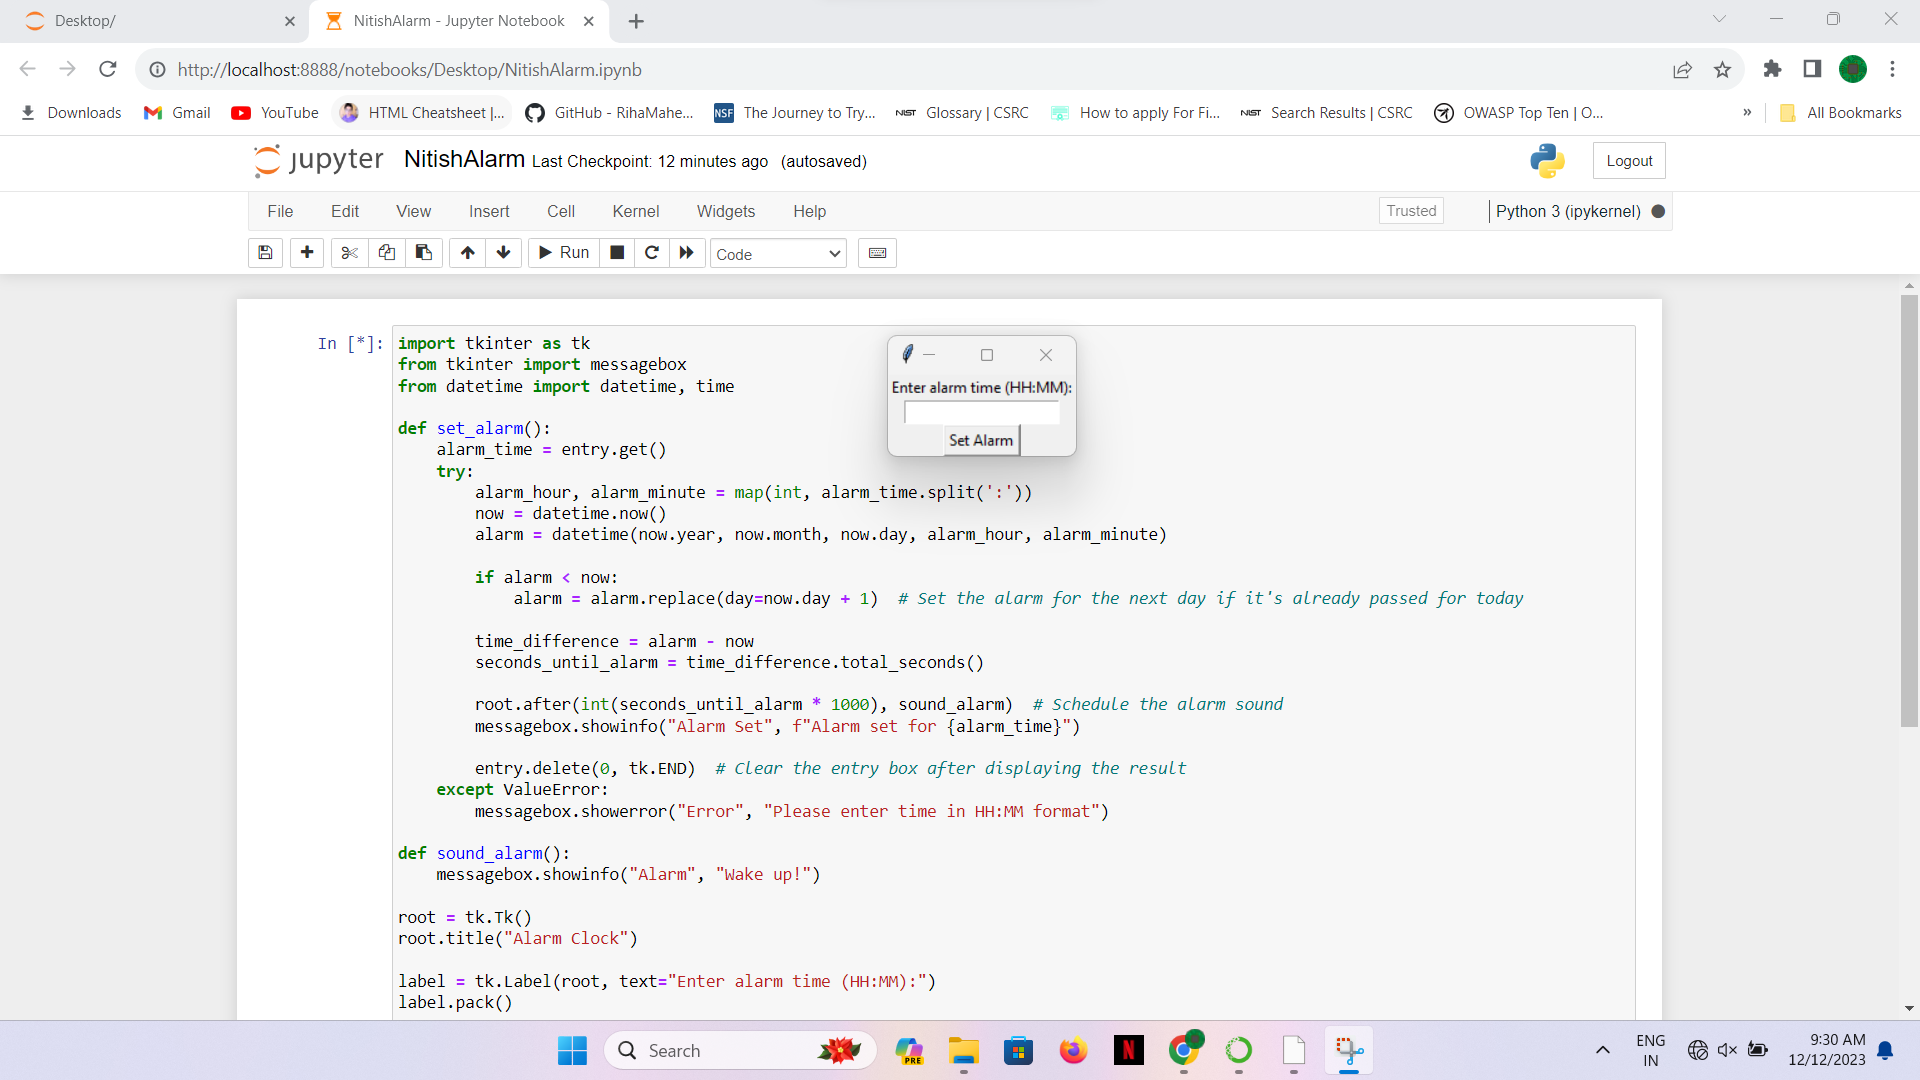 Desktop/
NitishAlarm - Jupyter Notebook
http://localhost:8888/notebooks/Desktop/NitishAlarm.ipynb
Downloads
Gmail
YouTube
HTML Cheatsheet |...
GitHub - RihaMahe...
NSF The Journey to Try...
NIST Glossary | CSRC
How to apply For Fi...
NIST Search Results | CSRC
OWASP Top Ten | O...
»
All Bookmarks
jupyter NitishAlarm Last Checkpoint: 12 minutes ago (autosaved)
Logout
File Edit View Insert Cell Kernel Widgets Help
Trusted
Python 3 (ipykernel)
Run
Code
In [*]:
import tkinter as tk
from tkinter import messagebox
from datetime import datetime, time
def set_alarm():
    alarm_time = entry.get()
    try:
        alarm_hour, alarm_minute = map(int, alarm_time.split(':'))
        now = datetime.now()
        alarm = datetime(now.year, now.month, now.day, alarm_hour, alarm_minute)
        if alarm < now:
            alarm = alarm.replace(day=now.day + 1)  # Set the alarm for the next day if it's already passed for today
        time_difference = alarm - now
        seconds_until_alarm = time_difference.total_seconds()
        root.after(int(seconds_until_alarm * 1000), sound_alarm)  # Schedule the alarm sound
        messagebox.showinfo("Alarm Set", f"Alarm set for {alarm_time}")
        entry.delete(0, tk.END)  # Clear the entry box after displaying the result
    except ValueError:
        messagebox.showerror("Error", "Please enter time in HH:MM format")
def sound_alarm():
    messagebox.showinfo("Alarm", "Wake up!")
root = tk.Tk()
root.title("Alarm Clock")
label = tk.Label(root, text="Enter alarm time (HH:MM):")
label.pack()
Enter alarm time (HH:MM):
Set Alarm
Search
PRE
N
ENG
IN
9:30 AM
12/12/2023